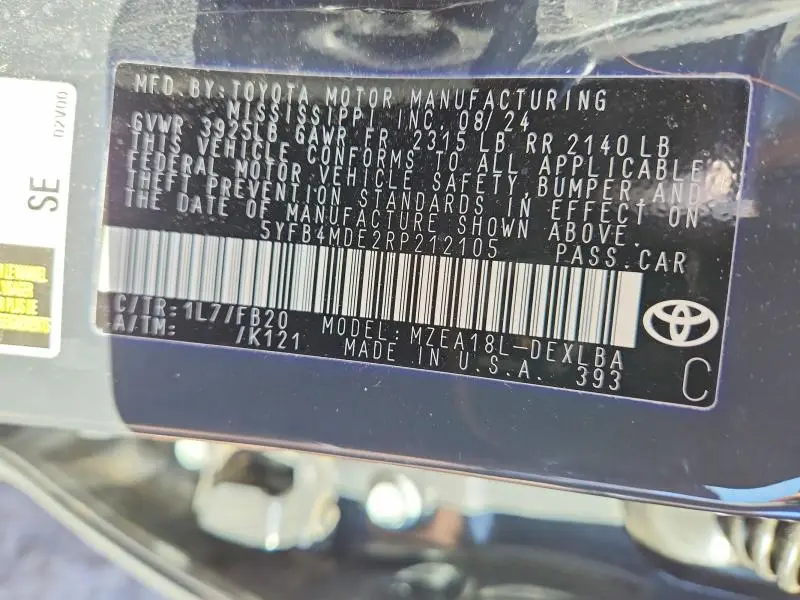 MFD. BY: TOYOTA MOTOR MANUFACTURING
MISSISSIPPI, INC. 08/24
GVWR 3925LB GAWR FR 2315 LB RR 2140 LB
THIS VEHICLE CONFORMS TO ALL APPLICABLE
FEDERAL MOTOR VEHICLE SAFETY, BUMPER, AND
THEFT PREVENTION STANDARDS IN EFFECT ON
THE DATE OF MANUFACTURE SHOWN ABOVE.
5YFB4MDE2RP212105 PASS. CAR
C/TR: 1L7/FB20 MODEL: MZEA18L-DEXLBA
A/TM: /K121 MADE IN U.S.A. 393
C
SE
02V00